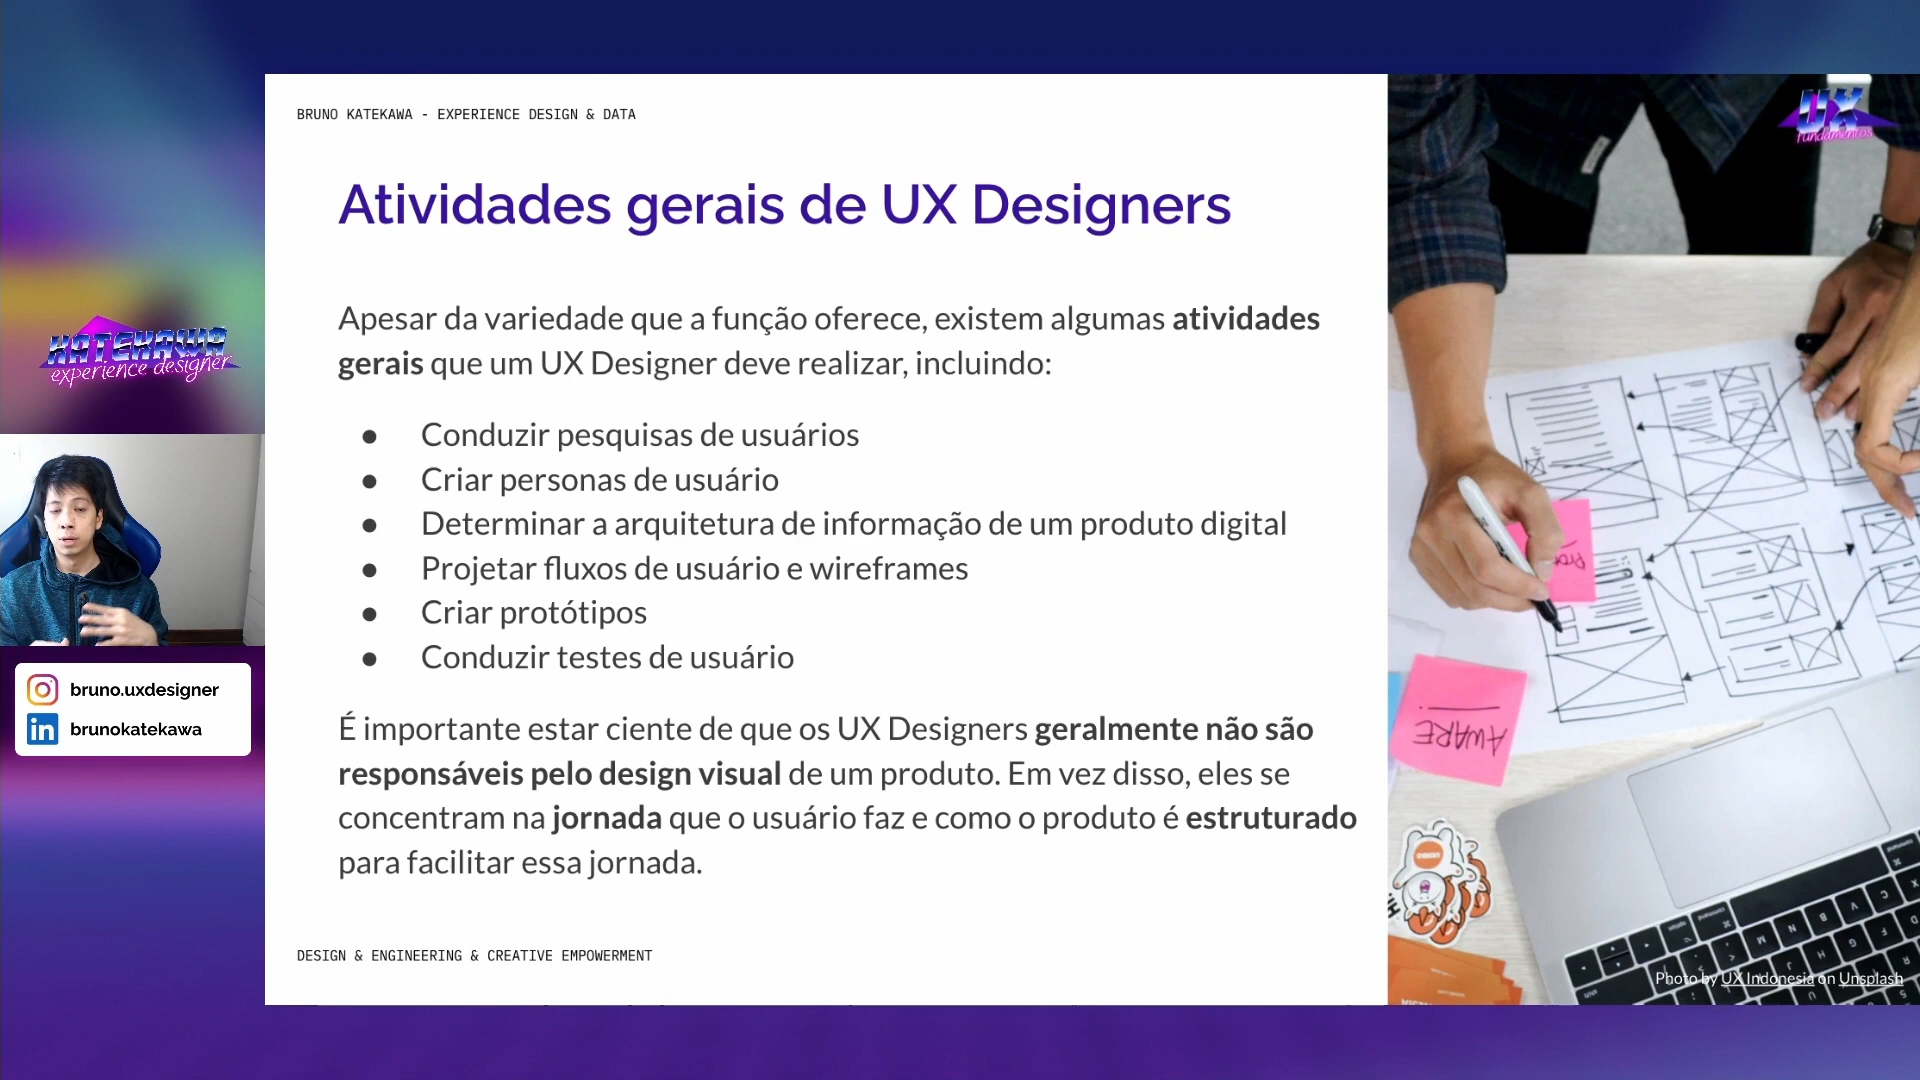 BRUNO KATEKAWA - EXPERIENCE DESIGN & DATA
UX
fundamentos
Atividades gerais de UX Designers
Apesar da variedade que a função oferece, existem algumas atividades
gerais que um UX Designer deve realizar, incluindo:
● Conduzir pesquisas de usuários
● Criar personas de usuário
● Determinar a arquitetura de informação de um produto digital
● Projetar fluxos de usuário e wireframes
● Criar protótipos
● Conduzir testes de usuário
É importante estar ciente de que os UX Designers geralmente não são
responsáveis pelo design visual de um produto. Em vez disso, eles se
concentram na jornada que o usuário faz e como o produto é estruturado
para facilitar essa jornada.
DESIGN & ENGINEERING & CREATIVE EMPOWERMENT
KATEKAWA
experience designer
bruno.uxdesigner
in brunokatekawa
AWARE
Photo by UX Indonesia on Unsplash